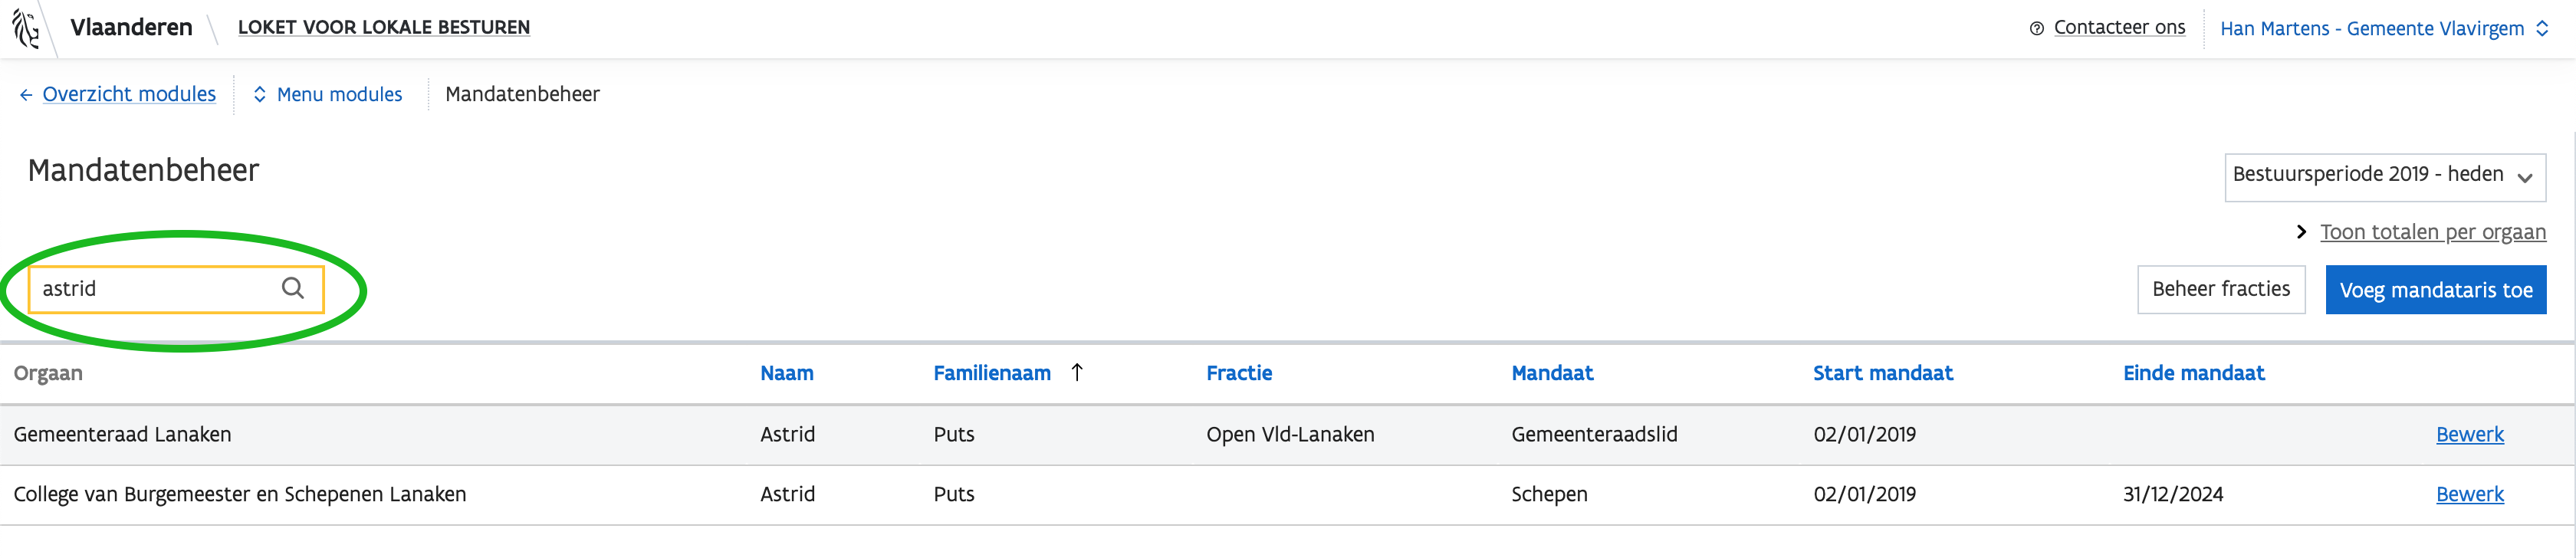 Vlaanderen LOKET VOOR LOKALE BESTUREN Contacteer ons Han Martens - Gemeente Vlavirgem
Overzicht modules Menu modules Mandatenbeheer
Mandatenbeheer
Bestuursperiode 2019 - heden
Toon totalen per orgaan
astrid Beheer fracties Voeg mandataris toe
Orgaan Naam Familienaam Fractie Mandaat Start mandaat Einde mandaat
Gemeenteraad Lanaken Astrid Puts Open Vld-Lanaken Gemeenteraadslid 02/01/2019 Bewerk
College van Burgemeester en Schepenen Lanaken Astrid Puts Schepen 02/01/2019 31/12/2024 Bewerk